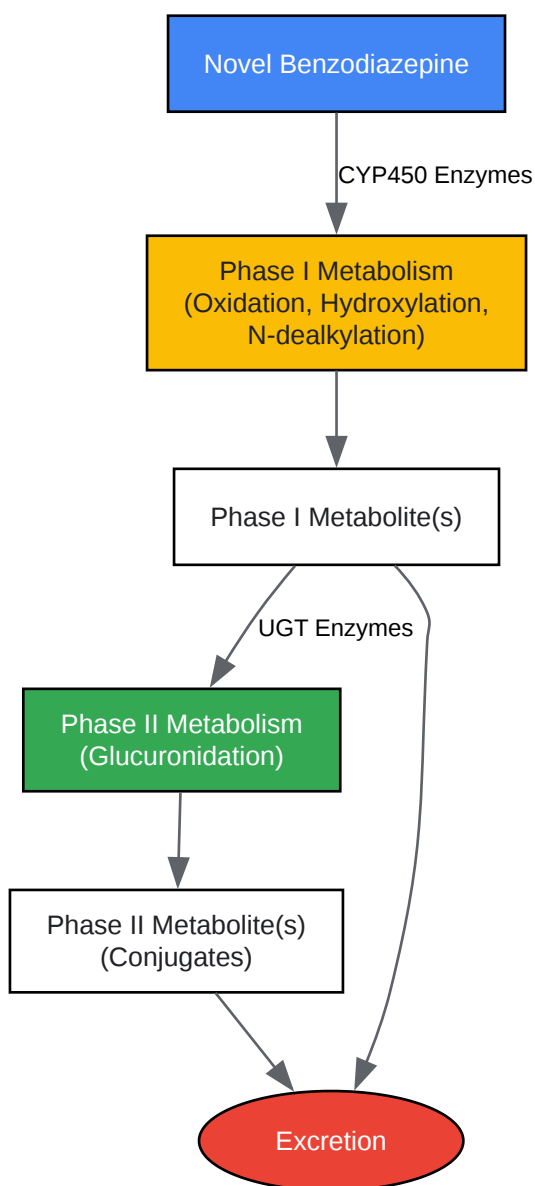 Novel Benzodiazepine
CYP450 Enzymes
Phase I Metabolism
(Oxidation, Hydroxylation,
N-dealkylation)
Phase I Metabolite(s)
UGT Enzymes
Phase II Metabolism
(Glucuronidation)
Phase II Metabolite(s)
(Conjugates)
Excretion